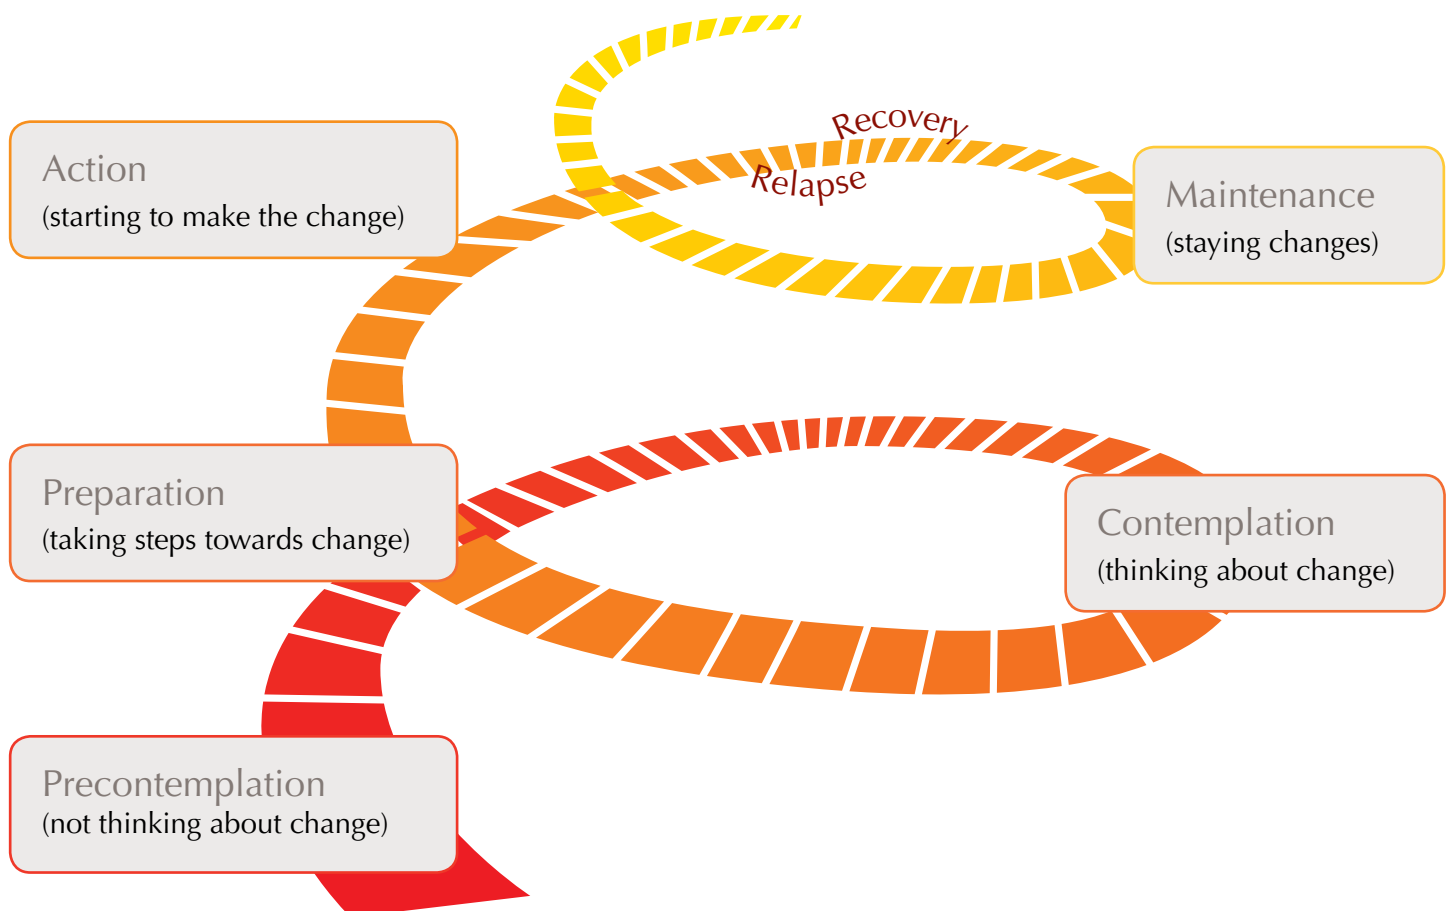 Recovery
Relapse
Action
(starting to make the change)
Maintenance
(staying changes)
Preparation
(taking steps towards change)
Contemplation
(thinking about change)
Precontemplation
(not thinking about change)